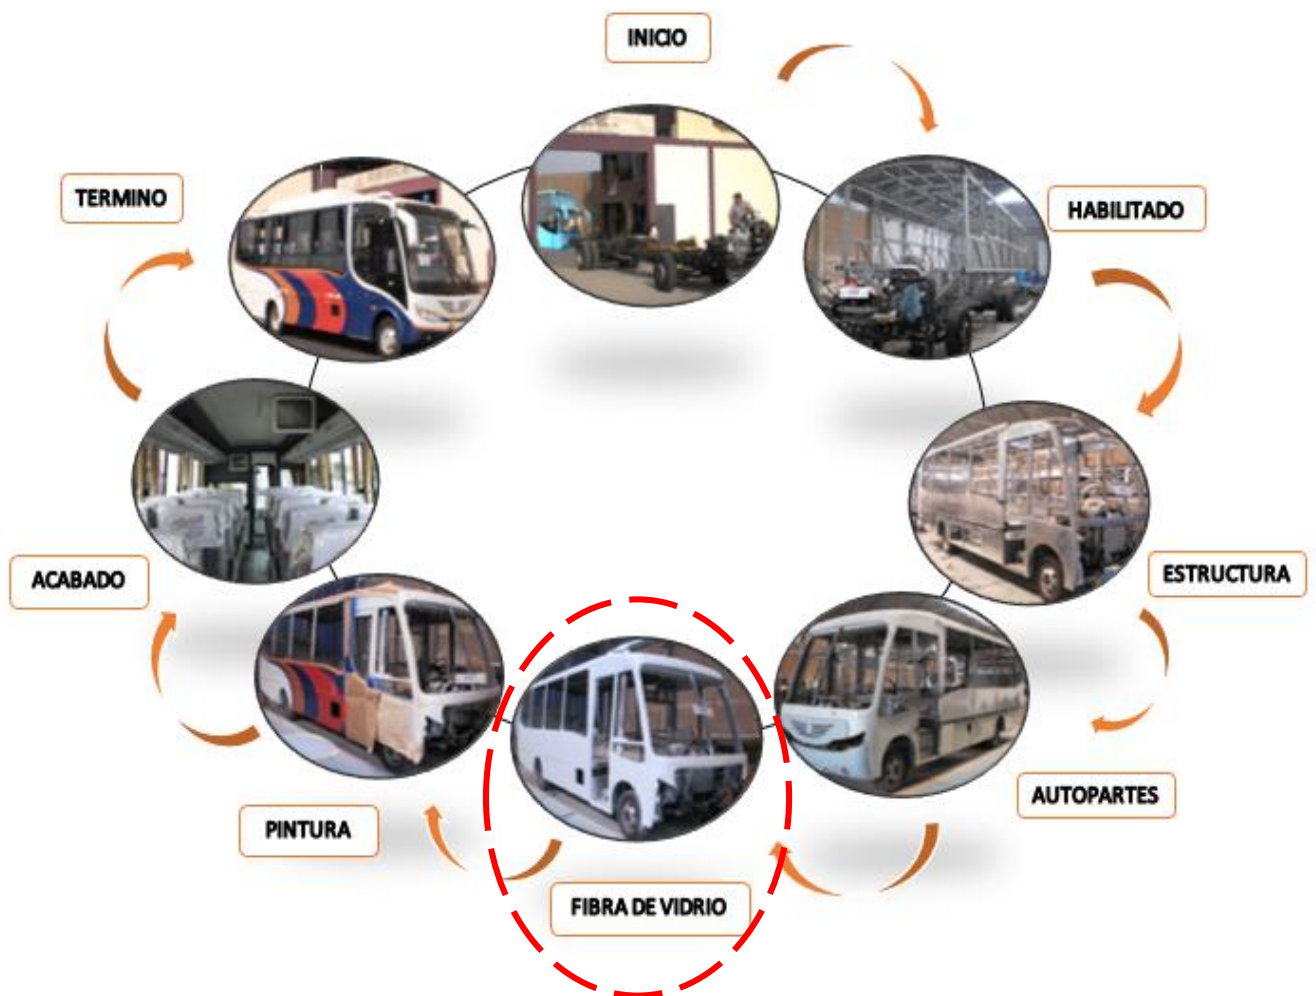 INICIO
HABILITADO
ESTRUCTURA
AUTOPARTES
FIBRA DE VIDRIO
PINTURA
ACABADO
TERMINO